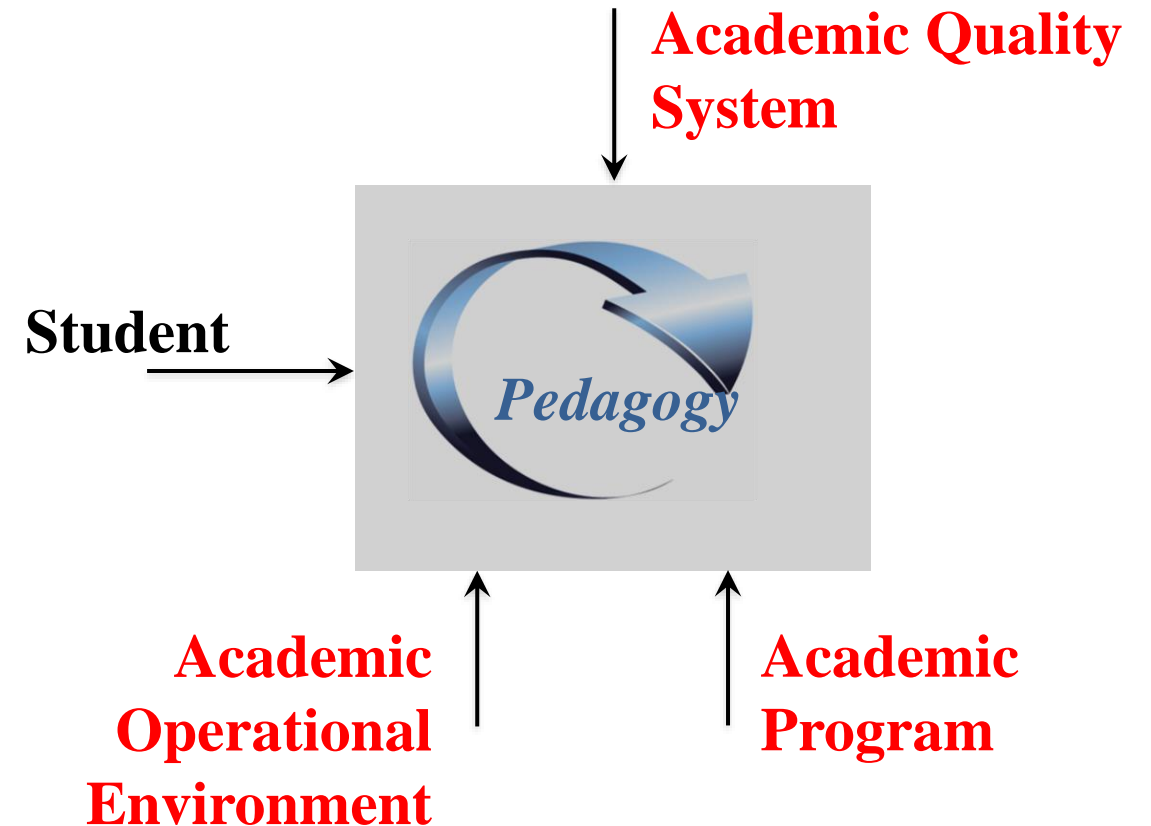 Academic Quality
System
Student
Pedagogy
Academic
Operational
Environment
Academic
Program